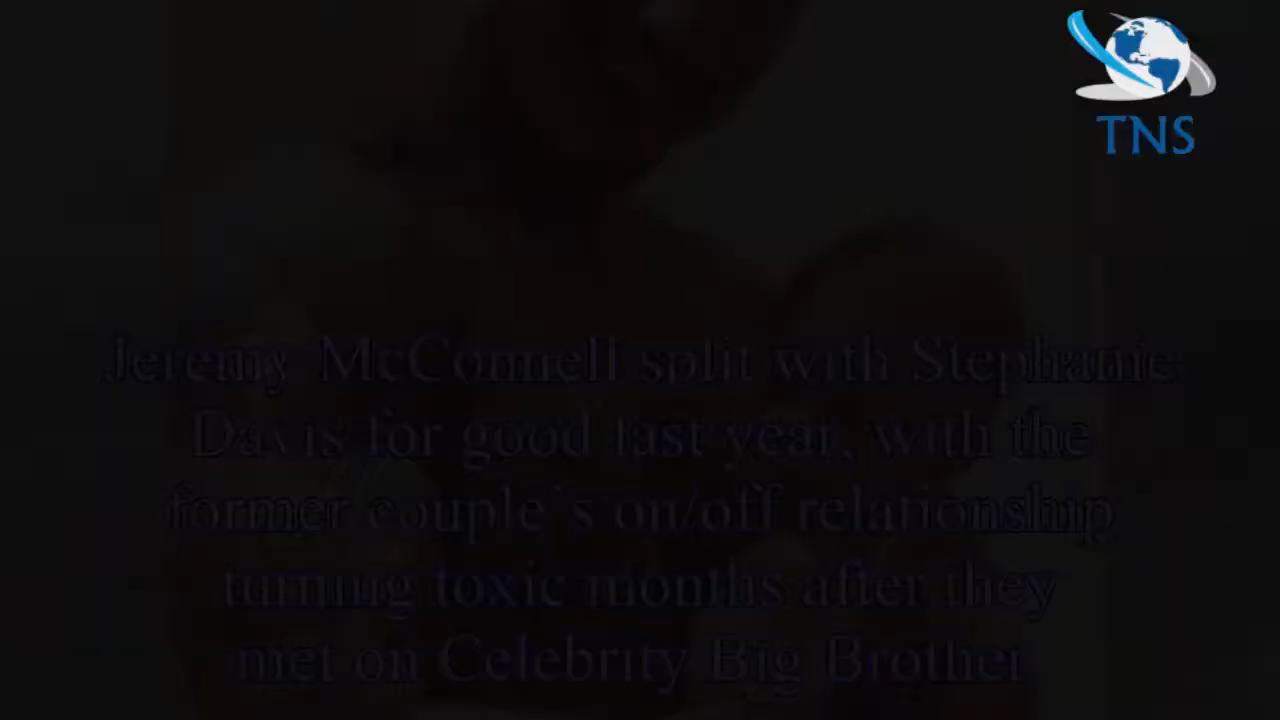 TNS
Jeremy McConnell split with Stephanie
Davis for good last year, with the
former couple's on/off relationship
turning toxic months after they
met on Celebrity Big Brother